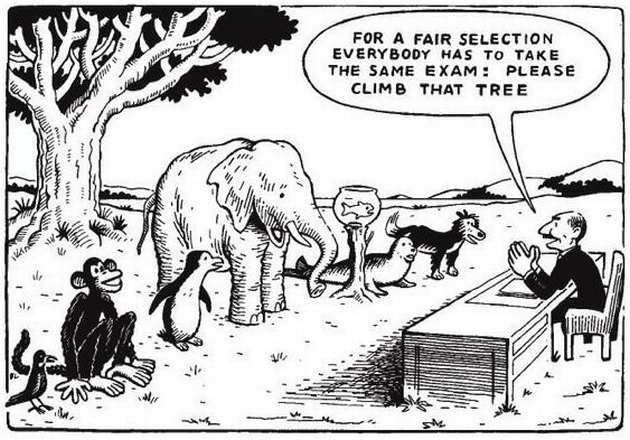 FOR A FAIR SELECTION
EVERYBODY HAS TO TAKE
THE SAME EXAM: PLEASE
CLIMB THAT TREE